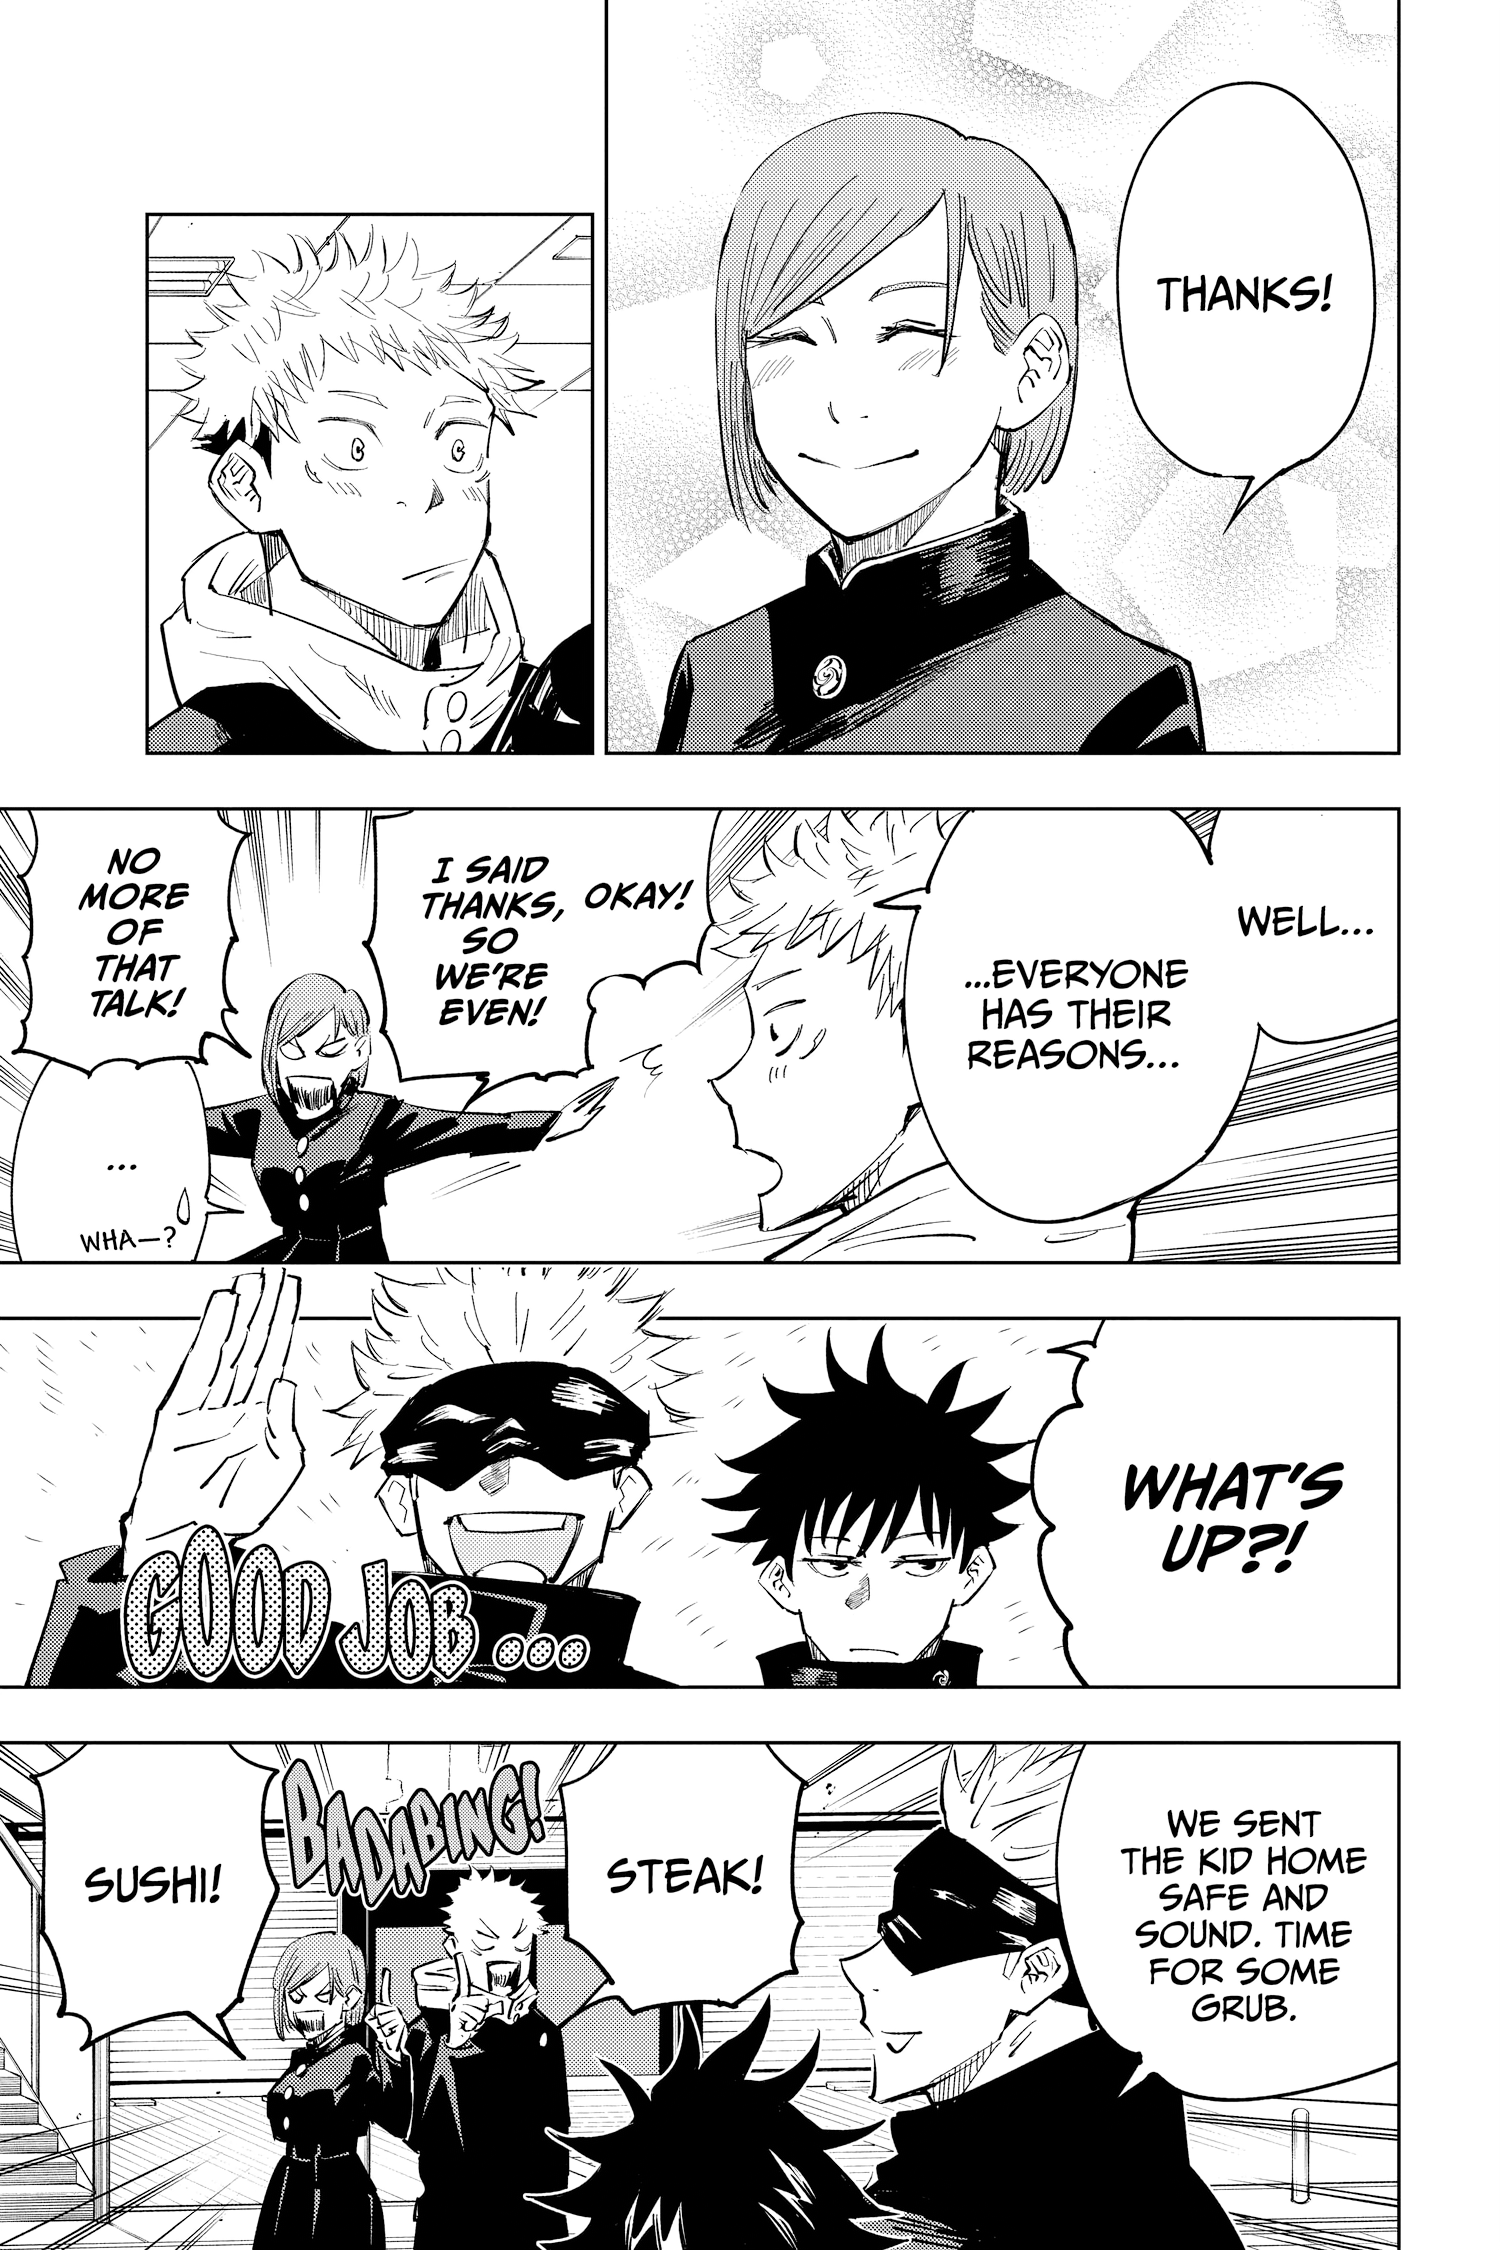 THANKS!
WELL...
...EVERYONE
HAS THEIR
REASONS...
OKAY!
I SAID
THANKS,
SO
WE'RE
EVEN!
NO
MORE
OF
THAT
TALK!
...
WHA—?
WHAT'S
UP?!
GOOD JOB...
WE SENT
THE KID HOME
SAFE AND
SOUND. TIME
FOR SOME
GRUB.
STEAK!
BADABING!
SUSHI!